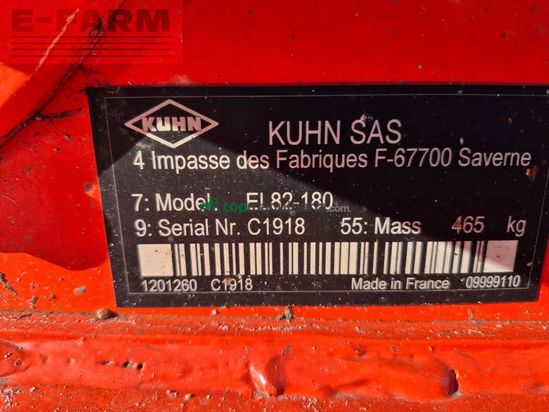 E-FARM
KUHN
KUHN SAS
4 Impasse des Fabriques F-67700 Saverne
7: Model. EL82-180
9: Serial Nr. C1918 55: Mass 465 kg
1201260 C1918 Made in France 09999110